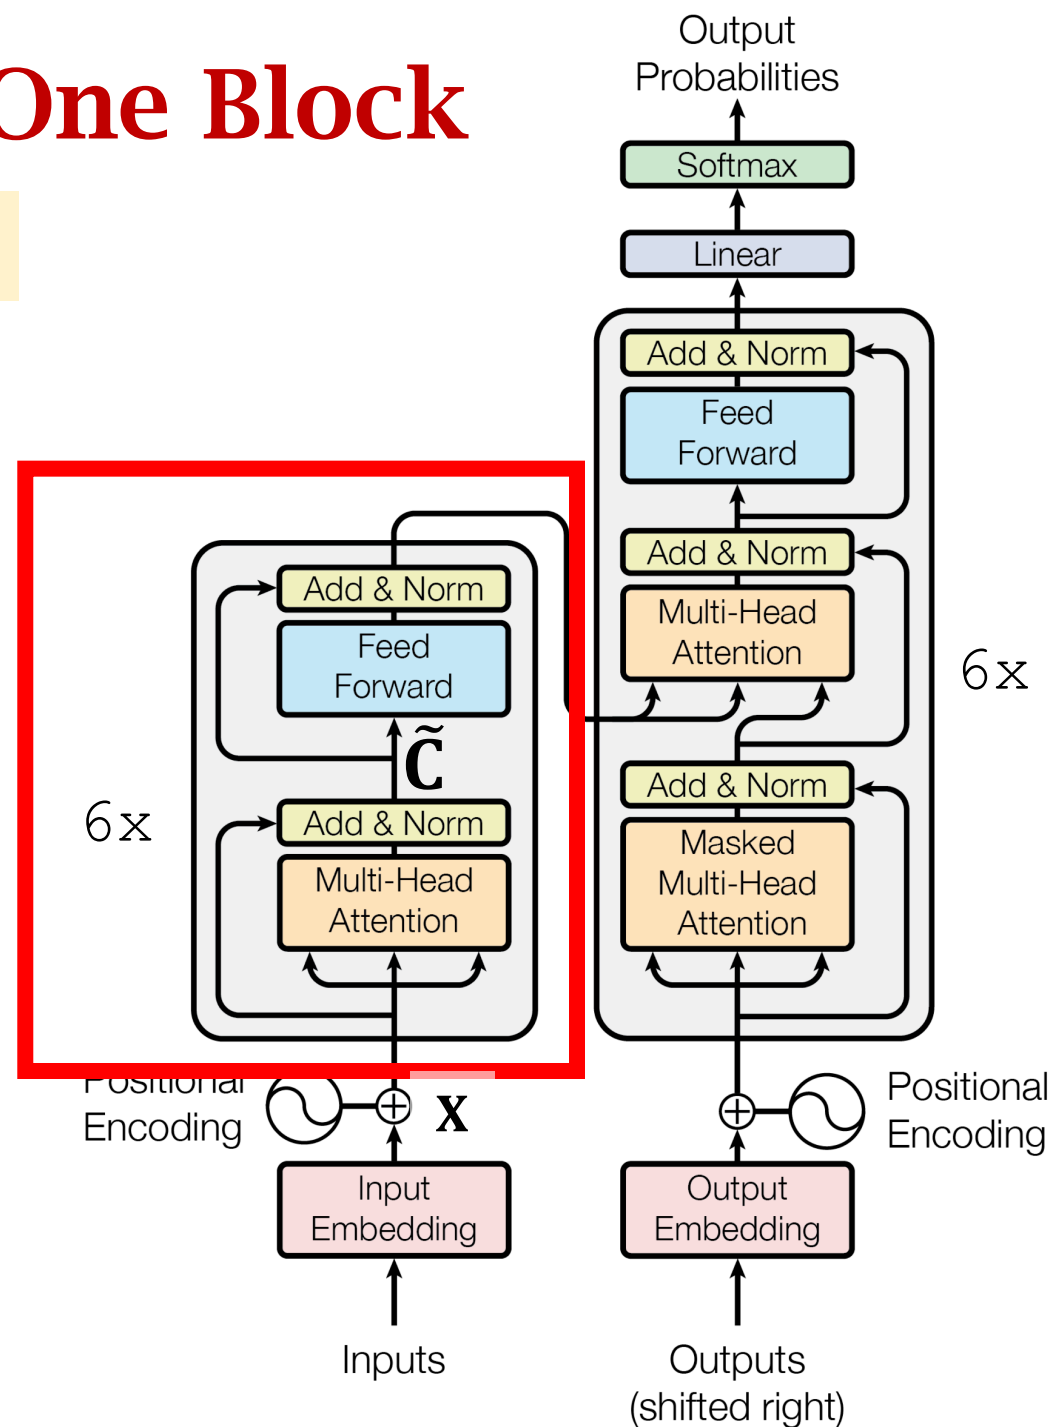 One Block
Output
Probabilities
Softmax
Linear
Add & Norm
Feed
Forward
Add & Norm
Multi-Head
Attention
6x
Add & Norm
Masked
Multi-Head
Attention
Positional
Encoding
Output
Embedding
Outputs
(shifted right)
Add & Norm
Feed
Forward
C̃
6x
Add & Norm
Multi-Head
Attention
Positional
Encoding
X
Input
Embedding
Inputs